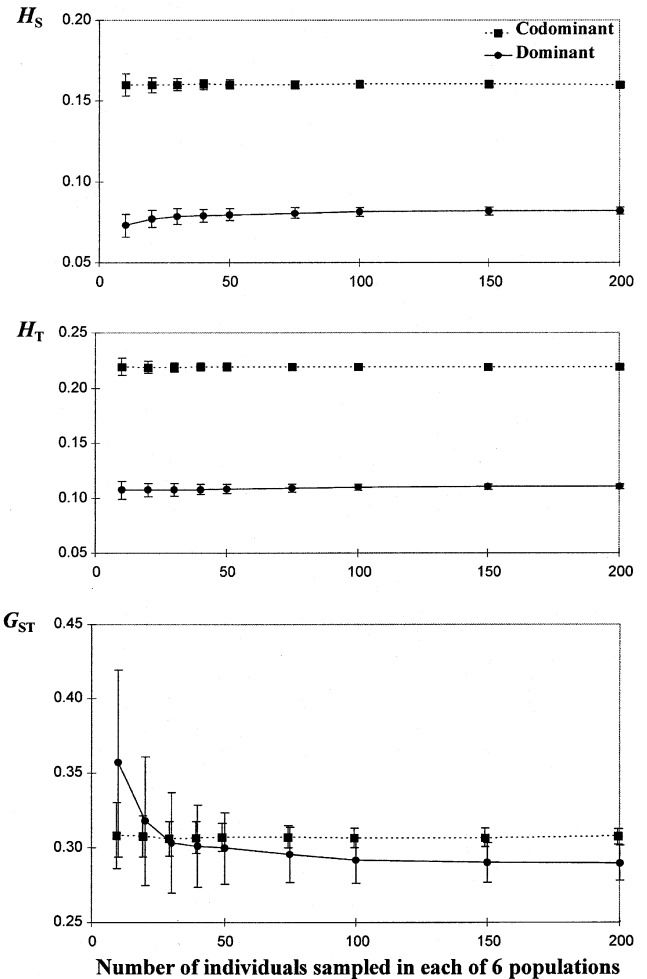 H_S
0.20
Codominant
Dominant
0.15
0.10
0.05
0 50 100 150 200
H_T
0.25
0.20
0.15
0.10
0.05
0 50 100 150 200
G_ST
0.45
0.40
0.35
0.30
0.25
0 50 100 150 200
Number of individuals sampled in each of 6 populations